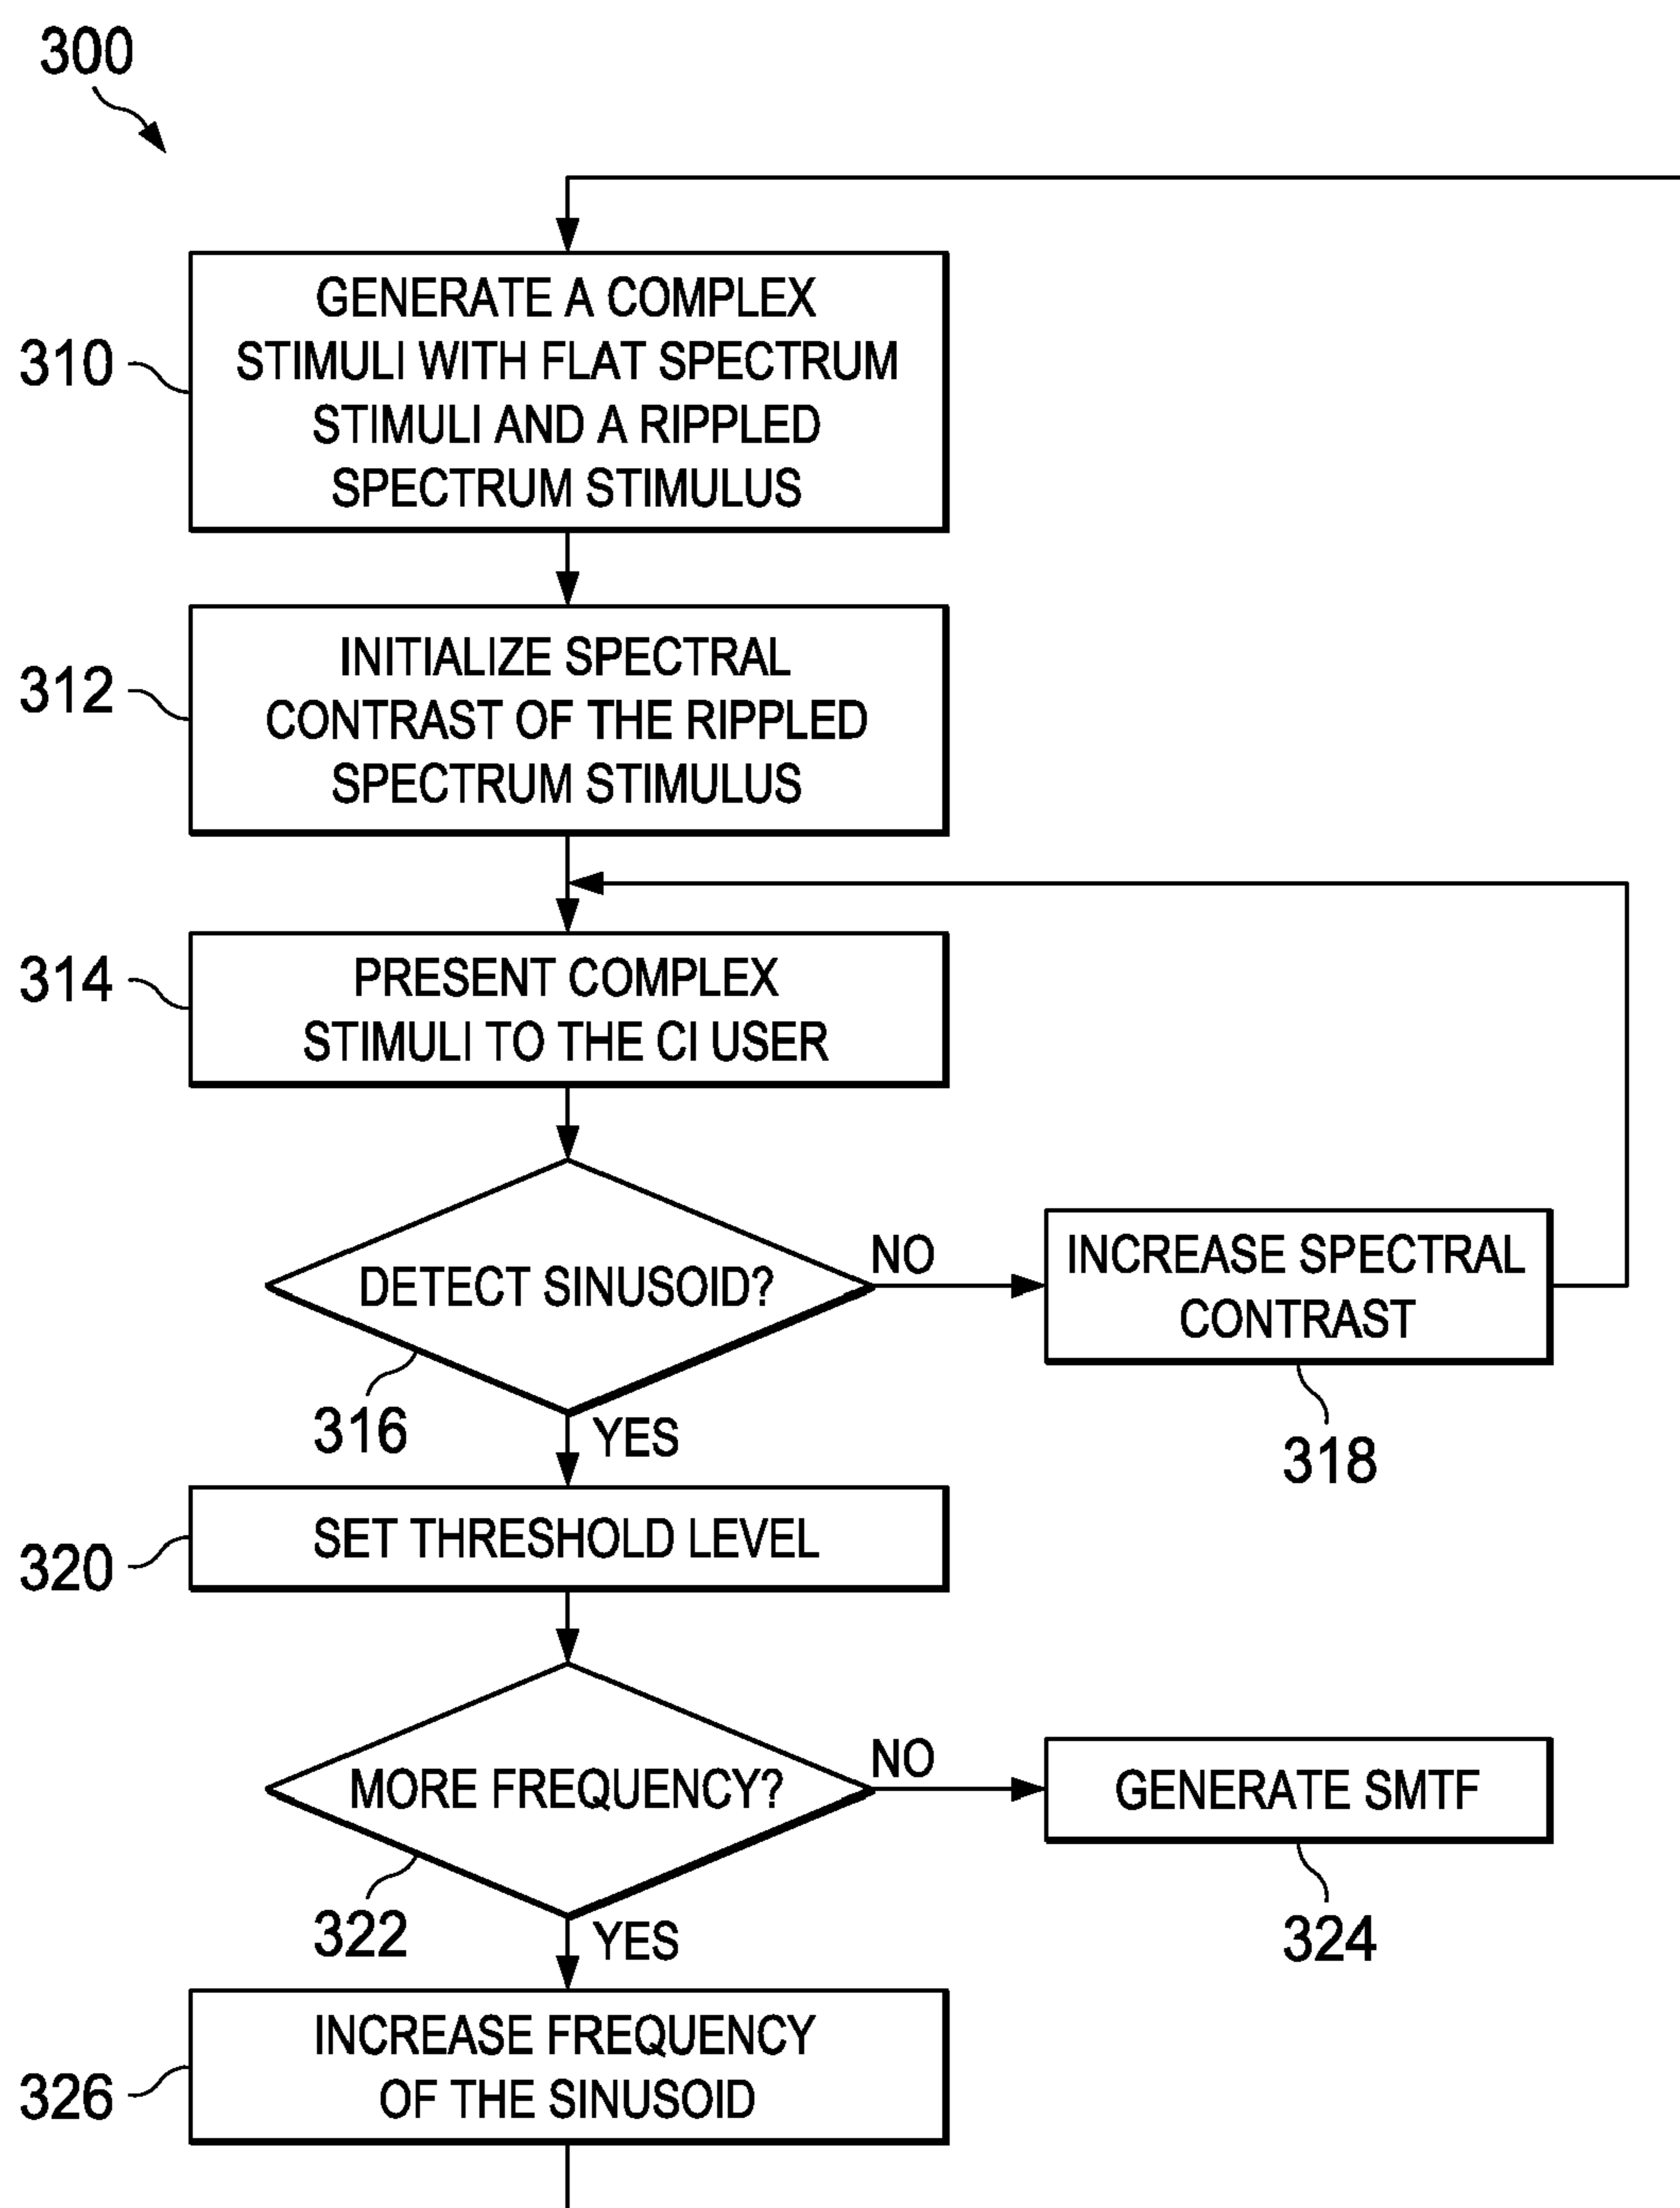 300
310
GENERATE A COMPLEX
STIMULI WITH FLAT SPECTRUM
STIMULI AND A RIPPLED
SPECTRUM STIMULUS
312
INITIALIZE SPECTRAL
CONTRAST OF THE RIPPLED
SPECTRUM STIMULUS
314
PRESENT COMPLEX
STIMULI TO THE CI USER
DETECT SINUSOID?
NO
INCREASE SPECTRAL
CONTRAST
316
YES
318
320
SET THRESHOLD LEVEL
MORE FREQUENCY?
NO
GENERATE SMTF
322
YES
324
326
INCREASE FREQUENCY
OF THE SINUSOID